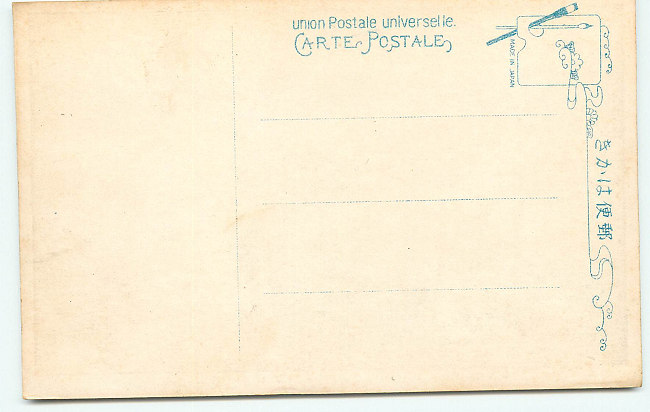 union Postale universelle.
CARTE POSTALE
MADE IN JAPAN
郵便はかき